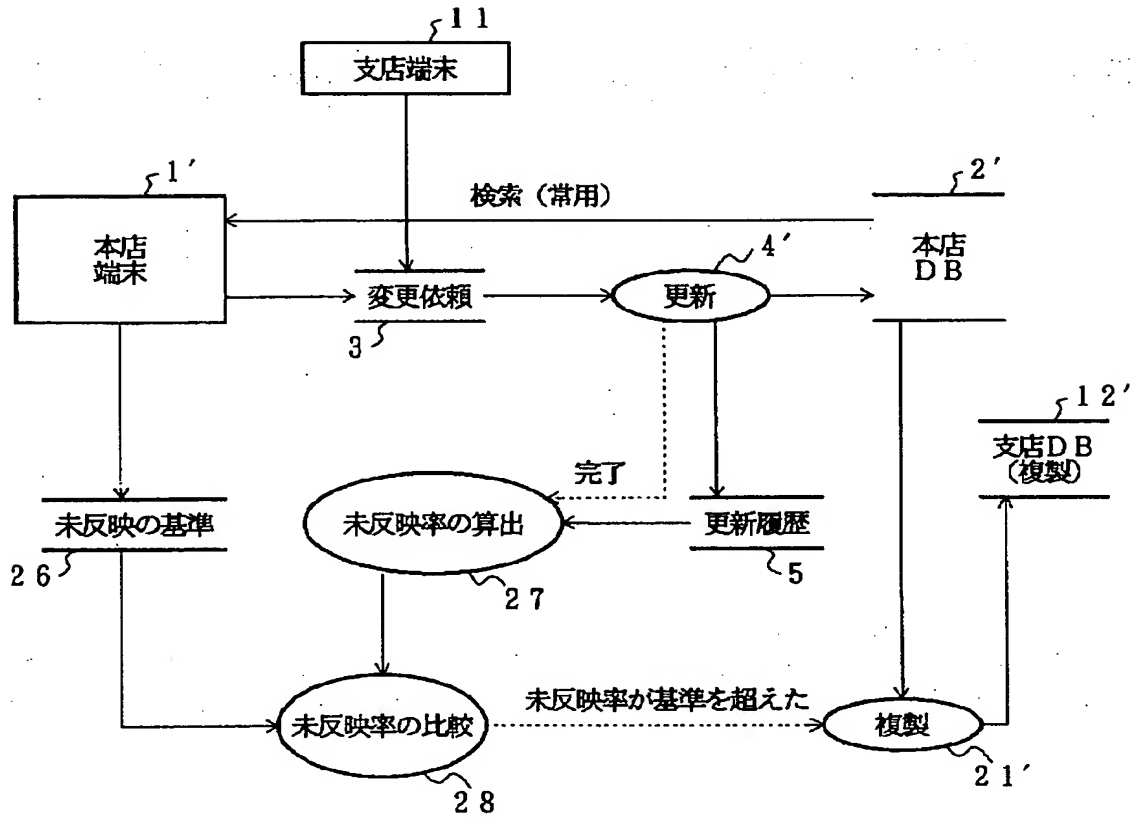 11
支店端末
1′
2′
検索(常用)
本店
端末
本店
DB
4′
変更依頼
更新
3
12′
支店DB
(複製)
完了
未反映の基準
未反映率の算出
更新履歴
26
5
27
未反映率が基準を超えた
未反映率の比較
複製
28
21′